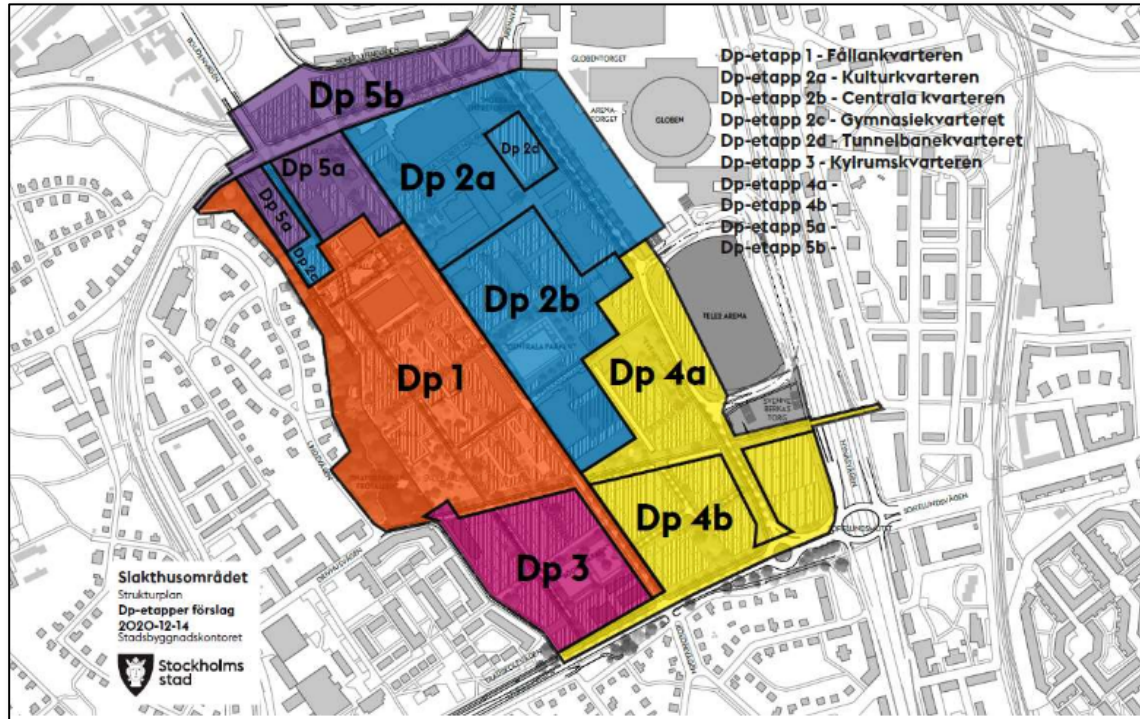 Dp-etapp 1 - Fållankvarteren
Dp-etapp 2a - Kulturkvarteren
Dp-etapp 2b - Centrala kvarteren
Dp-etapp 2c - Gymnasiekvarteret
Dp-etapp 2d - Tunnelbanekvarteret
Dp-etapp 3 - Kylrumskvarteren
Dp-etapp 4a -
Dp-etapp 4b -
Dp-etapp 5a -
Dp-etapp 5b -
GLOBENTORGET
ARENA-
TORGET
GLOBEN
Dp 5b
Dp 5a
Dp 2a
Dp 2d
Dp 5a
Dp 2c
Dp 2b
TELE2 ARENA
Dp 1
Dp 4a
Dp 4b
Dp 3
SOFIELUNDSVÄGEN
Slakthusområdet
Strukturplan
Dp-etapper förslag
2020-12-14
Stadsbyggnadskontoret
Stockholms
stad